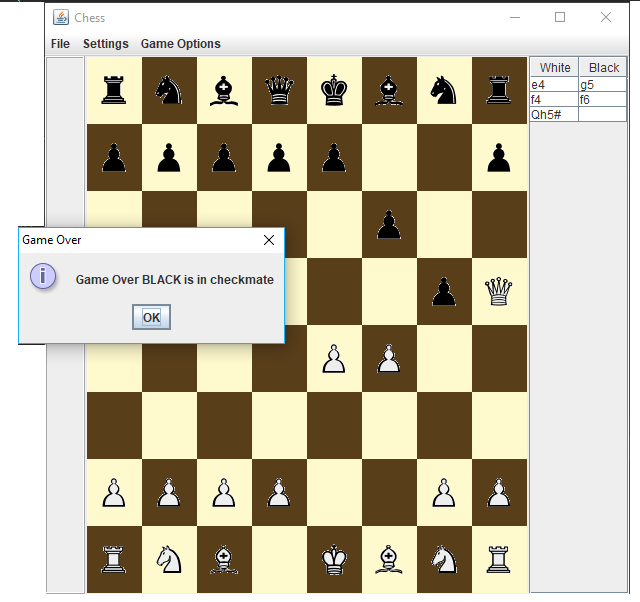 Chess
File Settings Game Options
White Black
e4 g5
f4 f6
Qh5#
Game Over
Game Over BLACK is in checkmate
OK